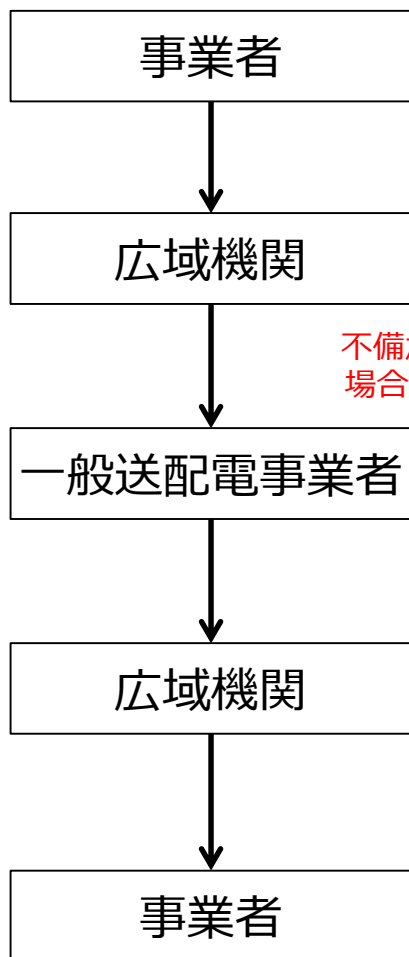 事業者
広域機関
不備
場合
一般送配電事業者
広域機関
事業者